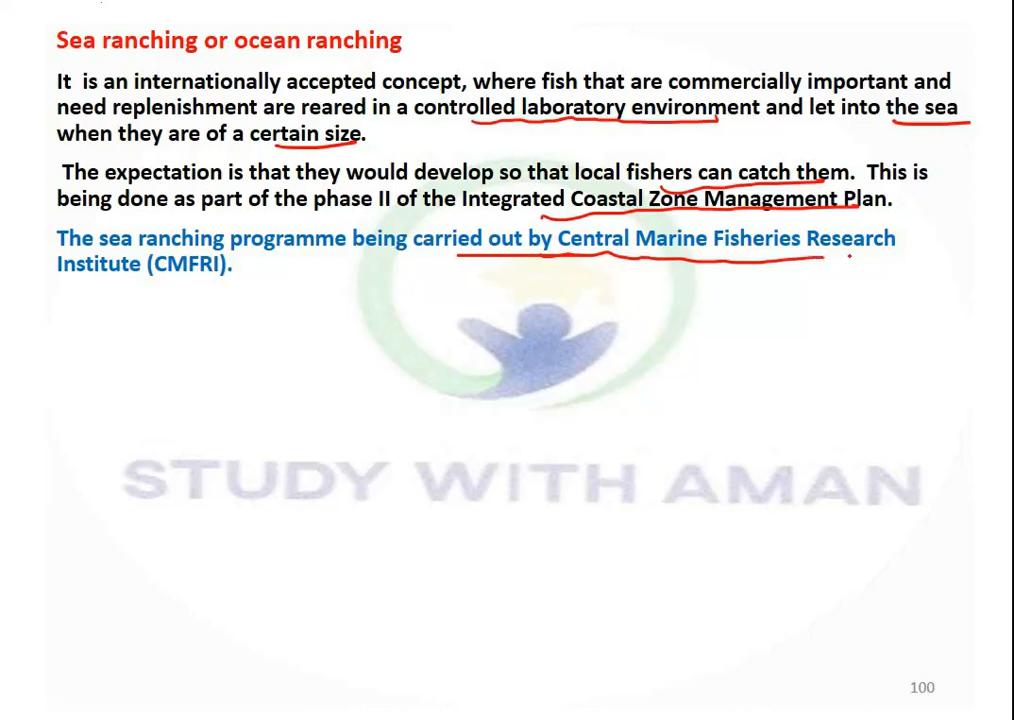 Sea ranching or ocean ranching
It is an internationally accepted concept, where fish that are commercially important and
need replenishment are reared in a controlled laboratory environment and let into the sea
when they are of a certain size.
The expectation is that they would develop so that local fishers can catch them. This is
being done as part of the phase II of the Integrated Coastal Zone Management Plan.
The sea ranching programme being carried out by Central Marine Fisheries Research
Institute (CMFRI).
STUDY WITH AMAN
100